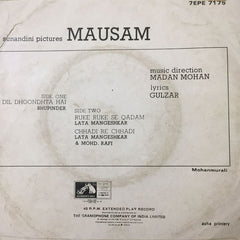 7EPE 7175
sunandini pictures MAUSAM
music direction
MADAN MOHAN
lyrics
GULZAR
SIDE ONE
DIL DHOONDHTA HAI
BHUPINDER
SIDE TWO
RUKE RUKE SE QADAM
LATA MANGESHKAR
CHHADI RE CHHADI
LATA MANGESHKAR
& MOHD. RAFI
Mohanmurali
45 R.P.M. EXTENDED PLAY RECORD
THE GRAMOPHONE COMPANY OF INDIA LIMITED
asha printery